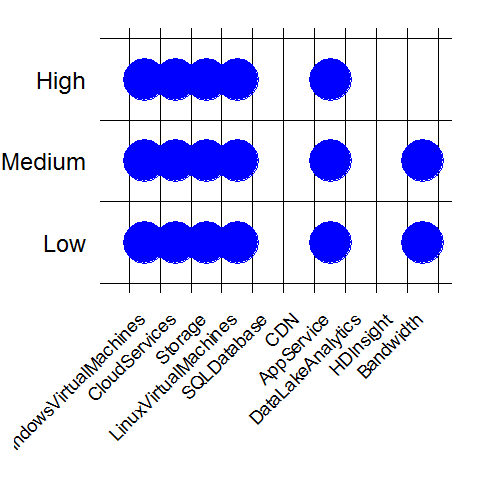 High
Medium
Low
ndowsVirtualMachines
CloudServices
Storage
LinuxVirtualMachines
SQLDatabase
CDN
AppService
DataLakeAnalytics
HDInsight
Bandwidth